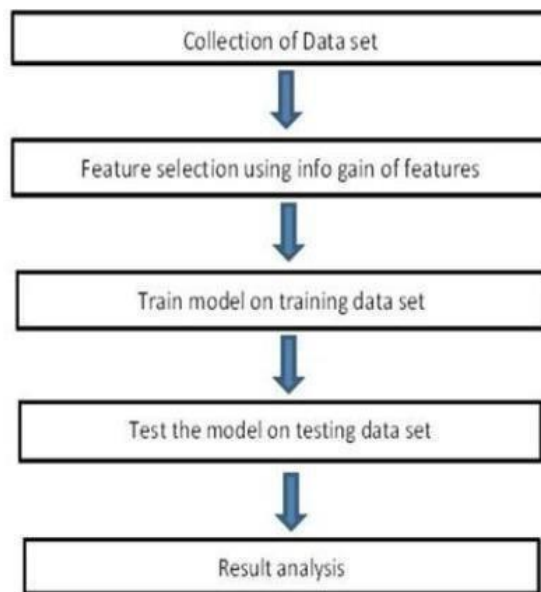 Collection of Data set
Feature selection using info gain of features
Train model on training data set
Test the model on testing data set
Result analysis